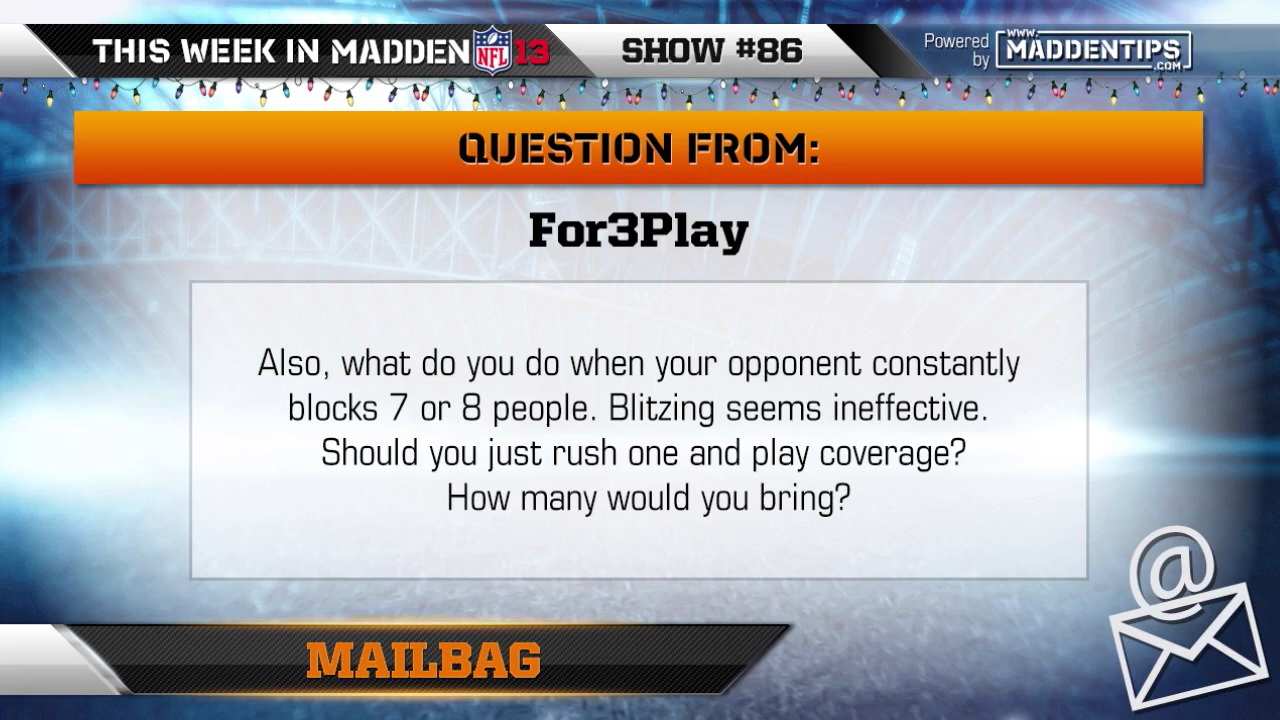 THIS WEEK IN MADDEN NFL 13
SHOW #86
Powered by
WWW.
MADDENTIPS
.COM
QUESTION FROM:
For3Play
Also, what do you do when your opponent constantly
blocks 7 or 8 people. Blitzing seems ineffective.
Should you just rush one and play coverage?
How many would you bring?
@
MAILBAG